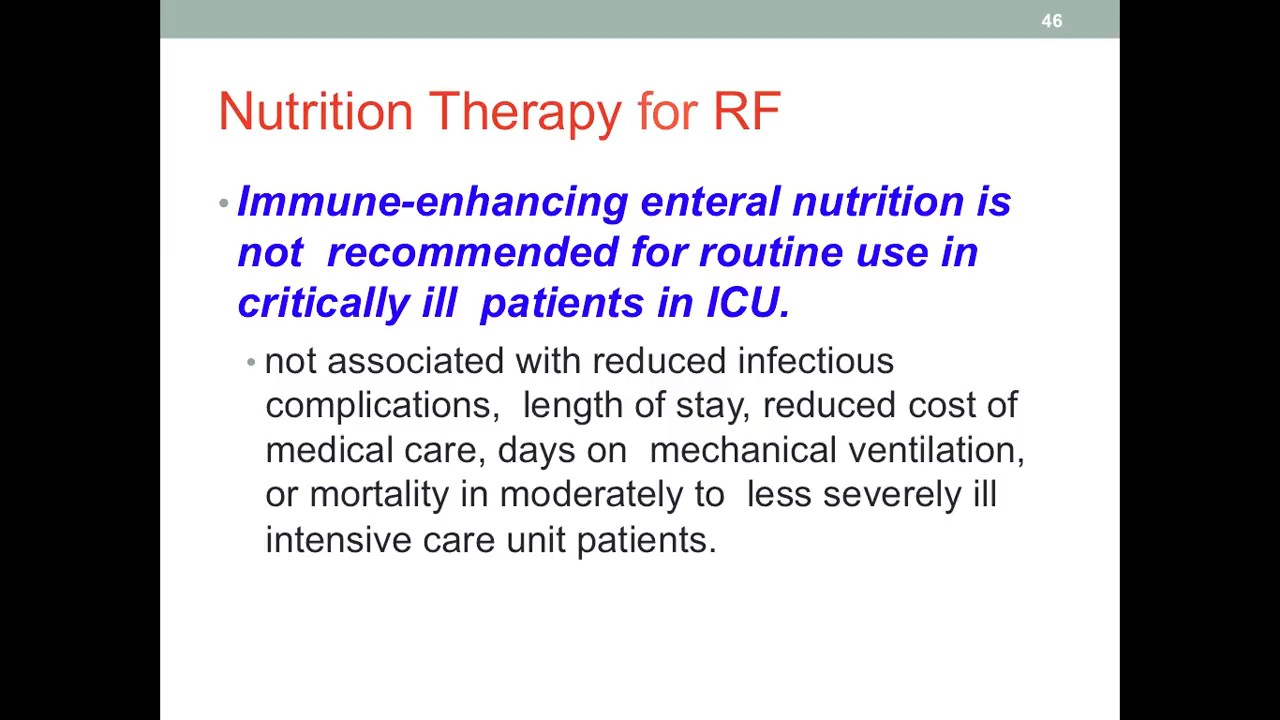 46
Nutrition Therapy for RF
• Immune-enhancing enteral nutrition is
not recommended for routine use in
critically ill patients in ICU.
• not associated with reduced infectious
complications, length of stay, reduced cost of
medical care, days on mechanical ventilation,
or mortality in moderately to less severely ill
intensive care unit patients.